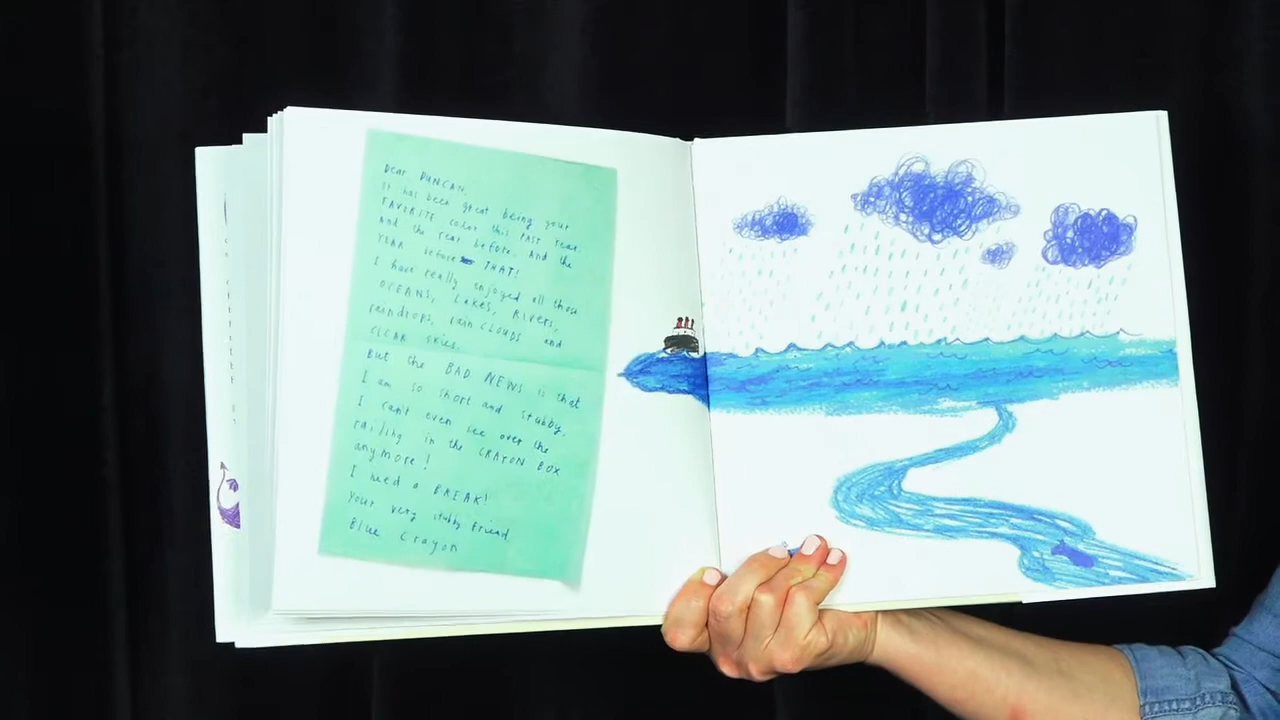 Dear DUNCAN,
It has been great being your
FAVORITE color this PAST Year.
and the year before. And the
YEAR before THAT!
I have really enjoyed all those
OCEANS, LAKES, RIVERS,
raindrops, rain CLOUDS and
CLEAR skies.
But the BAD NEWS is that
I am so short and stubby,
I can't even see over the
railing in the CRAYON BOX
anymore!
I need a BREAK!
Your very stubby friend,
Blue Crayon